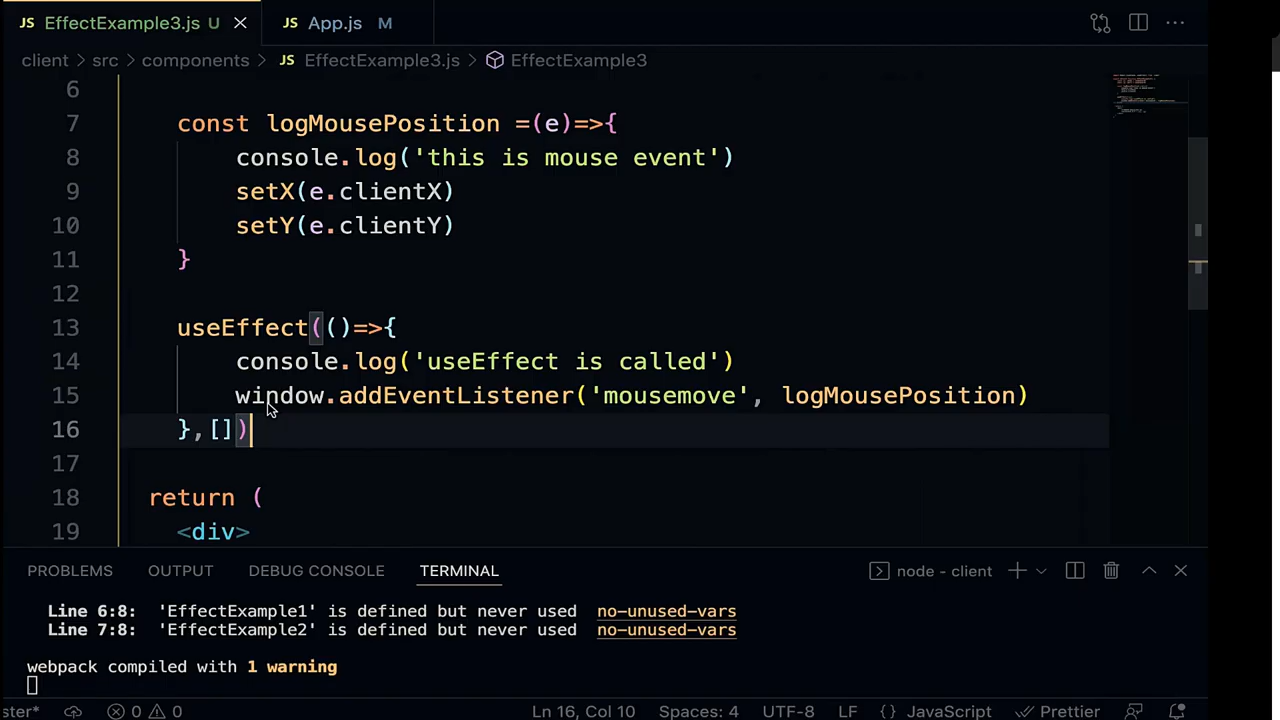 JS EffectExample3.js U
JS App.js M
client > src > components > JS EffectExample3.js > EffectExample3
6
7 const logMousePosition =(e)=>{
8 console.log('this is mouse event')
9 setX(e.clientX)
10 setY(e.clientY)
11 }
12
13 useEffect(()=>{
14 console.log('useEffect is called')
15 window.addEventListener('mousemove', logMousePosition)
16 },[])
17
18 return (
19 <div>
PROBLEMS OUTPUT DEBUG CONSOLE TERMINAL node - client
Line 6:8: 'EffectExample1' is defined but never used no-unused-vars
Line 7:8: 'EffectExample2' is defined but never used no-unused-vars
webpack compiled with 1 warning
ster* 0 0 Ln 16, Col 10 Spaces: 4 UTF-8 LF {} JavaScript Prettier